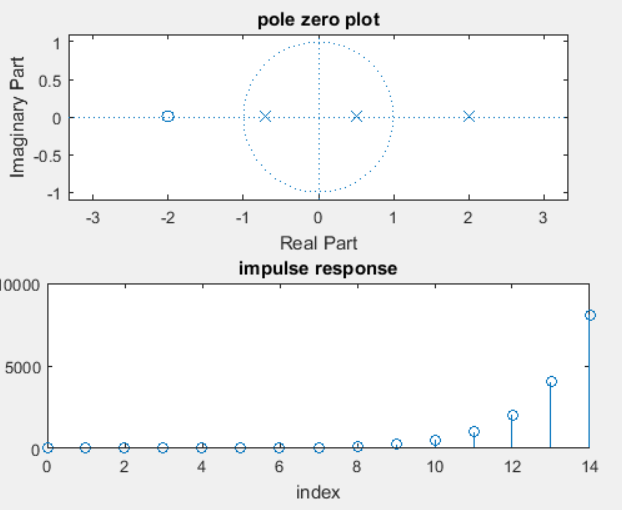 pole zero plot
Imaginary Part
1
0.5
0
-0.5
-1
-3 -2 -1 0 1 2 3
Real Part
impulse response
10000
5000
0
0 2 4 6 8 10 12 14
index